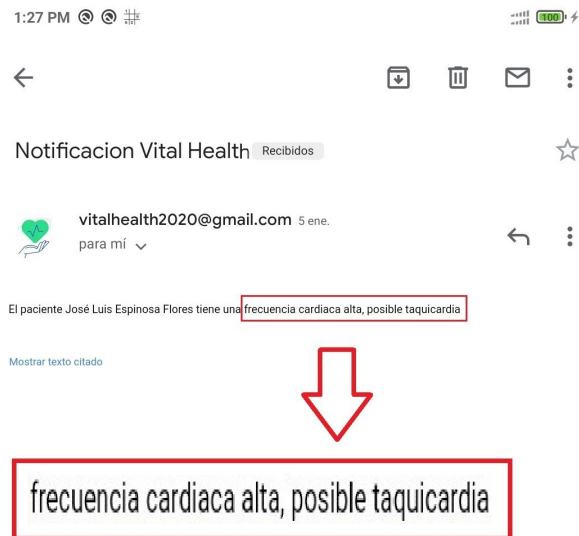 1:27 PM
100
Notificacion Vital Health Recibidos
vitalhealth2020@gmail.com 5 ene.
para mí
El paciente José Luis Espinosa Flores tiene una frecuencia cardiaca alta, posible taquicardia
Mostrar texto citado
frecuencia cardiaca alta, posible taquicardia